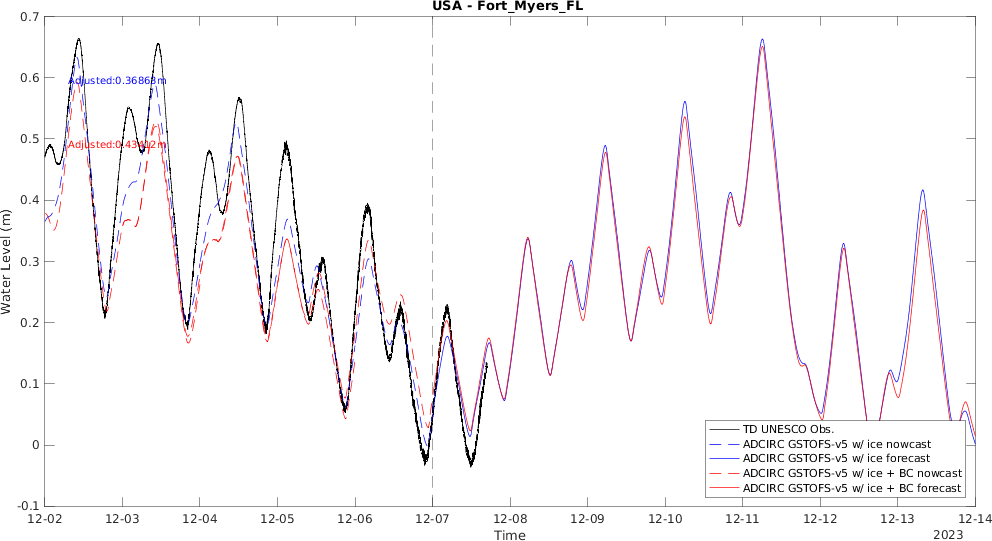 USA - Fort_Myers_FL
0.7
0.6
0.5
0.4
0.3
0.2
0.1
0
-0.1
Water Level (m)
Adjusted:0.36863m
Adjusted:0.43412m
TD UNESCO Obs.
ADCIRC GSTOFS-v5 w/ ice nowcast
ADCIRC GSTOFS-v5 w/ ice forecast
ADCIRC GSTOFS-v5 w/ ice + BC nowcast
ADCIRC GSTOFS-v5 w/ ice + BC forecast
12-02 12-03 12-04 12-05 12-06 12-07 12-08 12-09 12-10 12-11 12-12 12-13 12-14
Time
2023